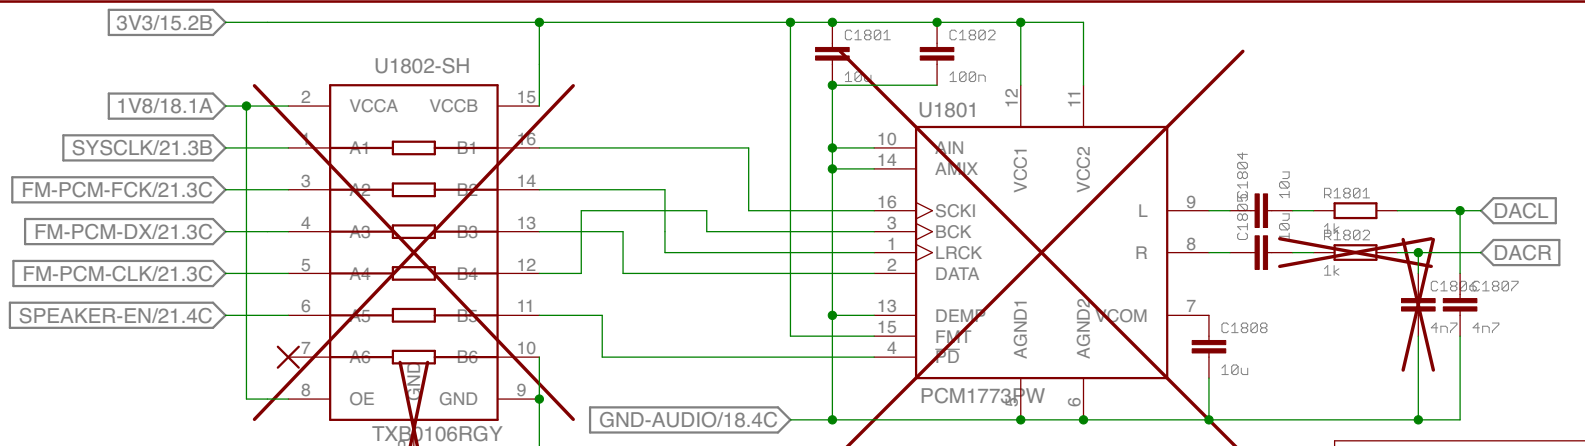 3V3/15.2B
C1801
C1802
10u
100n
U1802-SH
1V8/18.1A
2
VCCA
VCCB
15
12
11
U1801
SYSCLK/21.3B
1
A1
B1
16
10
AIN
14
AMIX
VCC1
VCC2
FM-PCM-FCK/21.3C
3
A2
B2
14
16
SCKI
L
9
C1804
10u
R1801
1k
DACL
FM-PCM-DX/21.3C
4
A3
B3
13
3
BCK
1
LRCK
R
8
C1805
10u
R1802
1k
DACR
FM-PCM-CLK/21.3C
5
A4
B4
12
2
DATA
C1806
C1807
4n7
4n7
SPEAKER-EN/21.4C
6
A5
B5
11
13
DEMP
15
FMT
4
PD
AGND1
AGND2
VCOM
7
C1808
10u
7
A6
B6
10
GND
8
OE
GND
9
TXB0106RGY
PCM1773PW
5
6
GND-AUDIO/18.4C